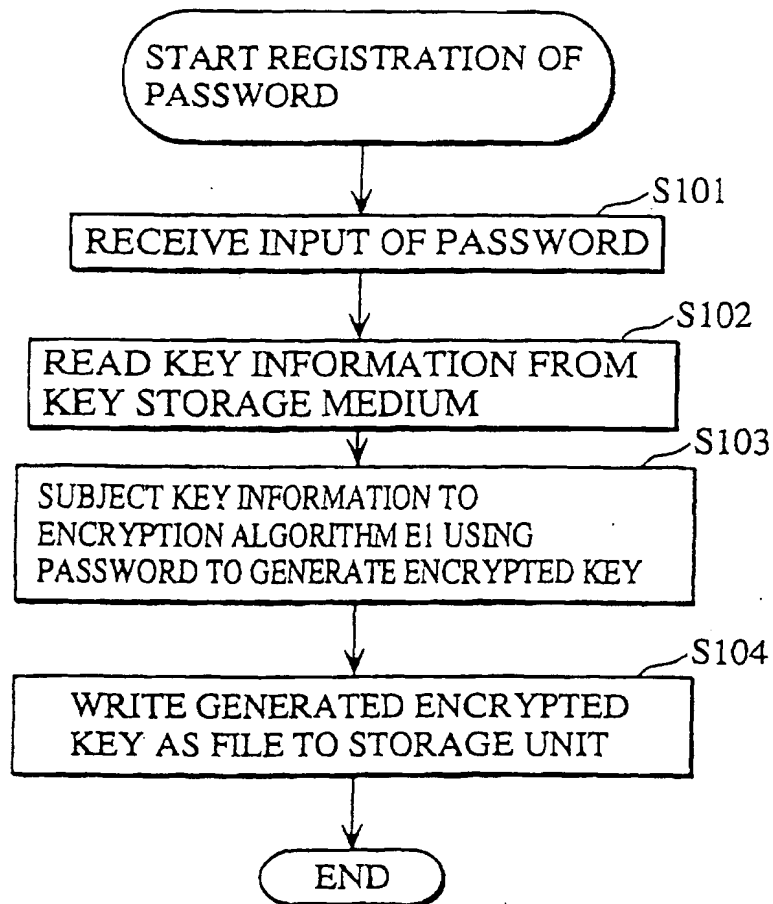 START REGISTRATION OF
PASSWORD
S101
RECEIVE INPUT OF PASSWORD
S102
READ KEY INFORMATION FROM
KEY STORAGE MEDIUM
S103
SUBJECT KEY INFORMATION TO
ENCRYPTION ALGORITHM E1 USING
PASSWORD TO GENERATE ENCRYPTED KEY
S104
WRITE GENERATED ENCRYPTED
KEY AS FILE TO STORAGE UNIT
END